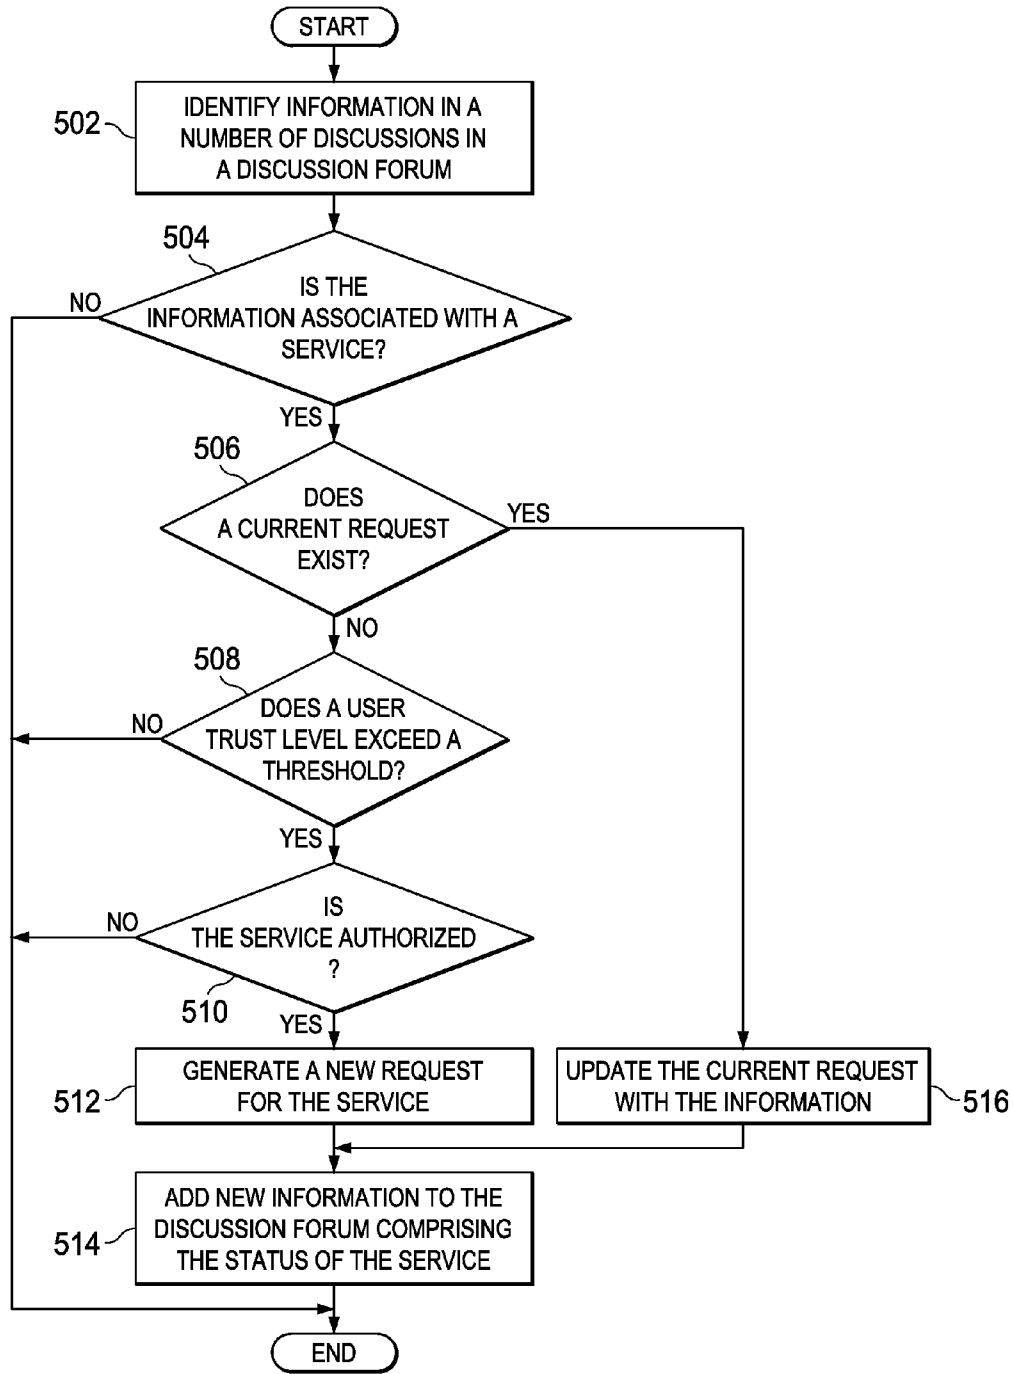 START
502
IDENTIFY INFORMATION IN A
NUMBER OF DISCUSSIONS IN
A DISCUSSION FORUM
504
NO
IS THE
INFORMATION ASSOCIATED WITH A
SERVICE?
YES
506
DOES
A CURRENT REQUEST
EXIST?
YES
NO
508
NO
DOES A USER
TRUST LEVEL EXCEED A
THRESHOLD?
YES
NO
IS
THE SERVICE AUTHORIZED
?
510
YES
512
GENERATE A NEW REQUEST
FOR THE SERVICE
UPDATE THE CURRENT REQUEST
WITH THE INFORMATION
516
514
ADD NEW INFORMATION TO THE
DISCUSSION FORUM COMPRISING
THE STATUS OF THE SERVICE
END